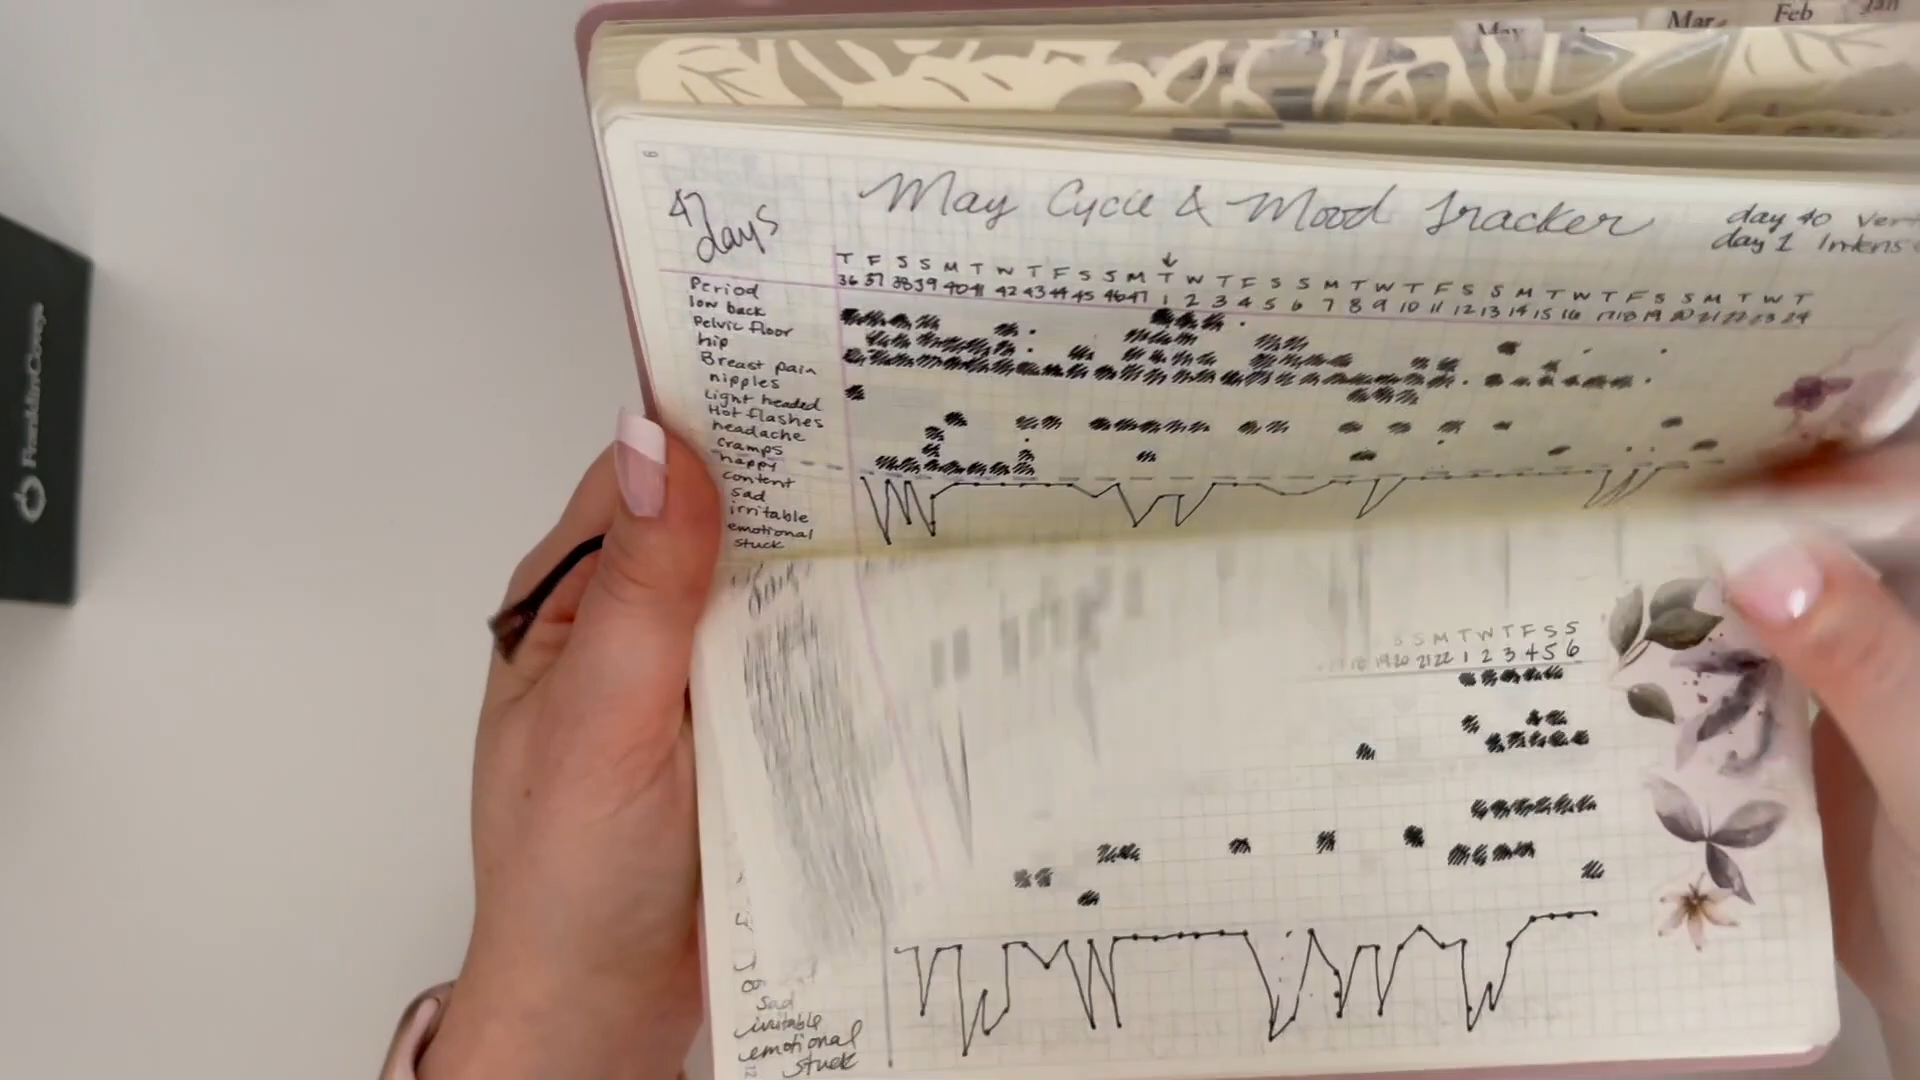 May
Mar
Feb
Jan
FranklinCovey
6
47
days
May Cycle & Mood Tracker
day 40
day 1
T F S S M T W T F S S M T W T F S S M T W T F S S M T W T F S S M T W T
36 37 38 39 40 41 42 43 44 45 46 47 1 2 3 4 5 6 7 8 9 10 11 12 13 14 15 16 17 18 19 20 21 22 23 24
Period
low back
Pelvic floor
hip
Breast pain
nipples
Light headed
Hot flashes
headache
cramps
happy
content
sad
irritable
emotional
stuck
S S M T W T F S S
19 20 21 22 1 2 3 4 5 6
sad
irritable
emotional
stuck
12